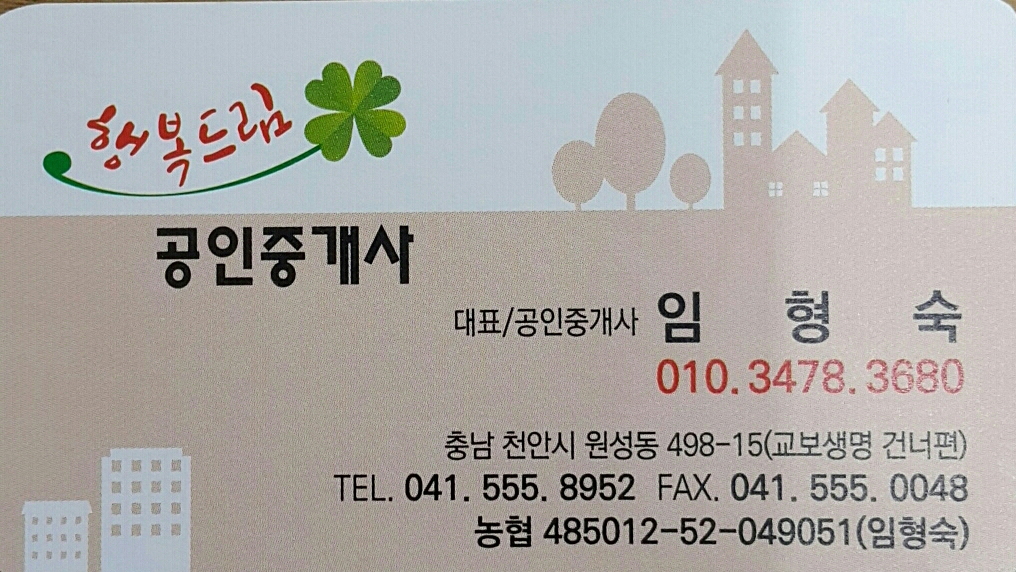 행복드림
공인중개사
대표/공인중개사 임 형 숙
010.3478.3680
충남 천안시 원성동 498-15(교보생명 건너편)
TEL. 041. 555. 8952 FAX. 041. 555. 0048
농협 485012-52-049051(임형숙)